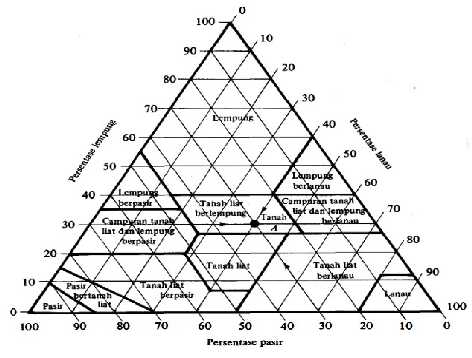 0
100
10
90
20
80
30
70
Lempung
40
60
50
50
60
40
70
30
80
20
90
10
100
0
Persentase lempung
Persentase lanau
Lempung
berpasir
Tanah liat
berlempung
Lempung
berlanau
Campuran tanah
liat dan lempung
berpasir
Tanah
A
Campuran tanah
liat dan lempung
berlanau
Tanah liat
Tanah liat
berlanau
Pasir
Pasir
bertanah
liat
Tanah liat
berpasir
Lanau
100
90
80
70
60
50
40
30
20
10
0
Persentase pasir